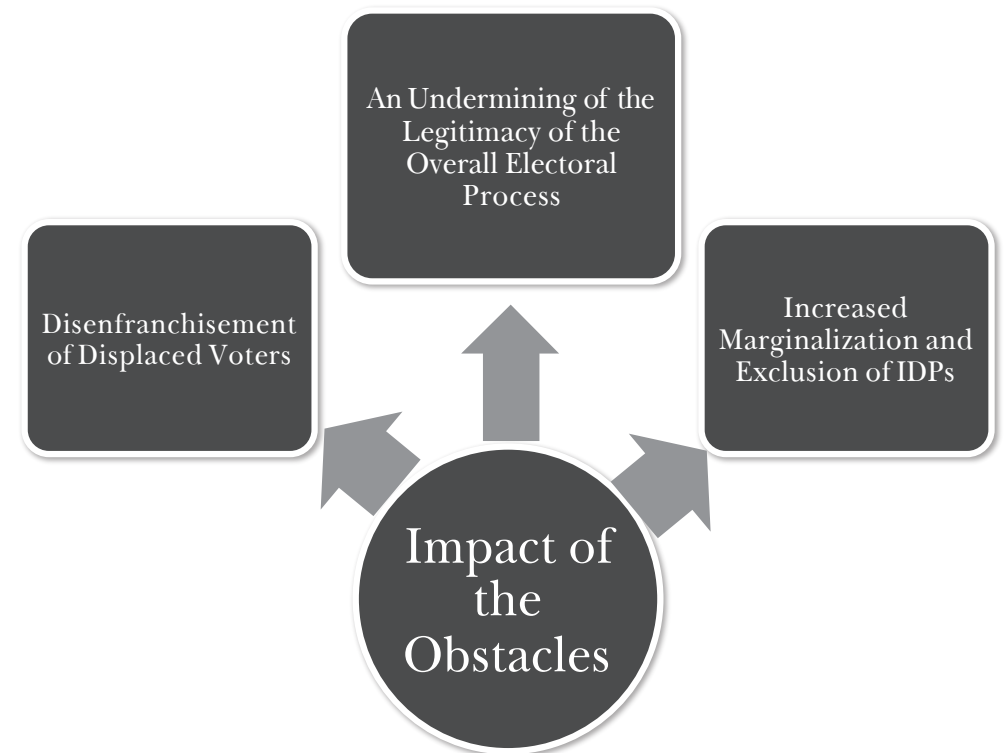 An Undermining of the
Legitimacy of the
Overall Electoral
Process
Disenfranchisement
of Displaced Voters
Increased
Marginalization and
Exclusion of IDPs
Impact of
the
Obstacles